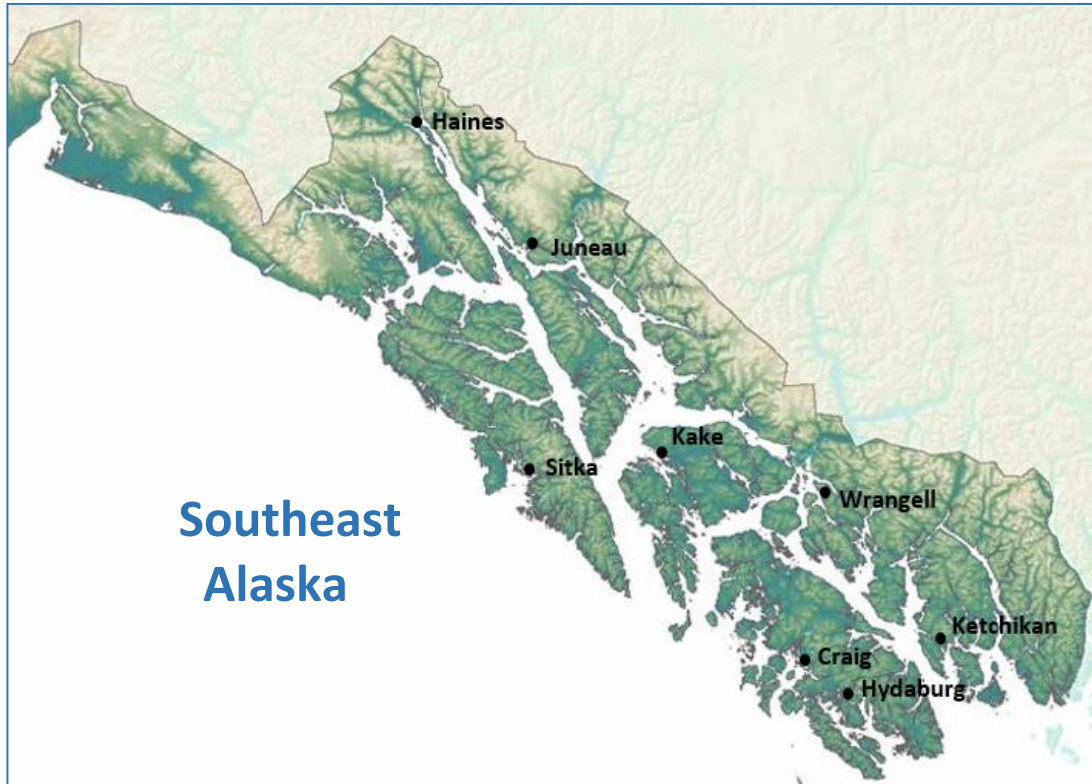 Haines
Juneau
Kake
Sitka
Wrangell
Southeast
Alaska
Ketchikan
Craig
Hydaburg